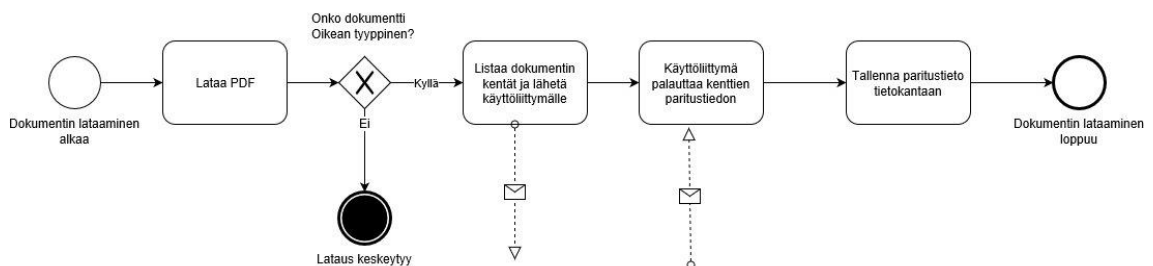 Onko dokumentti
Oikean tyyppinen?
Dokumentin lataaminen
alkaa
Lataa PDF
Kyllä
Ei
Lataus keskeytyy
Listaa dokumentin
kentät ja lähetä
käyttöliittymälle
Käyttöliittymä
palauttaa kenttien
paritustiedon
Tallenna paritustieto
tietokantaan
Dokumentin lataaminen
loppuu